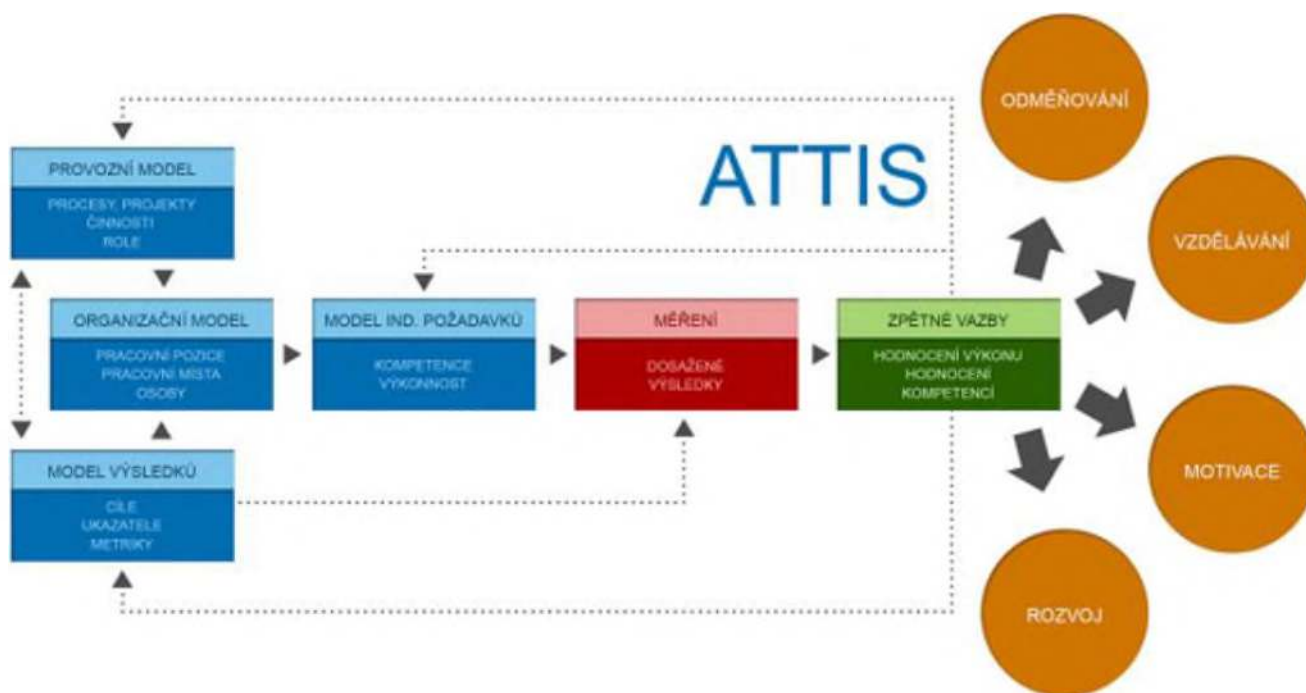 ATTIS
PROVOZNÍ MODEL
PROCESY, PROJEKTY
ČINNOSTI
ROLE
ORGANIZAČNÍ MODEL
PRACOVNÍ POZICE
PRACOVNÍ MÍSTA
OSOBY
MODEL VÝSLEDKŮ
CÍLE
UKAZATELE
METRIKY
MODEL IND. POŽADAVKŮ
KOMPETENCE
VÝKONNOST
MĚŘENÍ
DOSAŽENÉ
VÝSLEDKY
ZPĚTNÉ VAZBY
HODNOCENÍ VÝKONU
HODNOCENÍ
KOMPETENCÍ
ODMĚŇOVÁNÍ
VZDĚLÁVÁNÍ
MOTIVACE
ROZVOJ